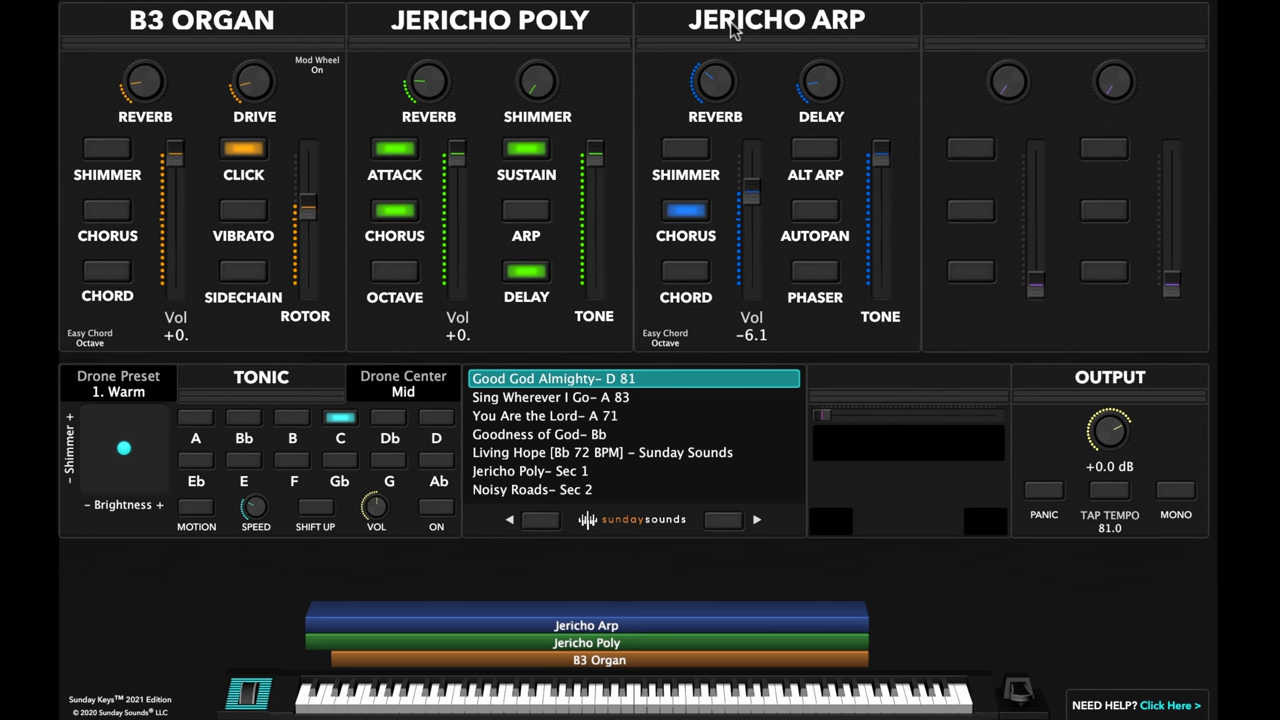 B3 ORGAN
JERICHO POLY
JERICHO ARP
Mod Wheel
On
REVERB
DRIVE
REVERB
SHIMMER
REVERB
DELAY
SHIMMER
CLICK
ATTACK
SUSTAIN
SHIMMER
ALT ARP
CHORUS
VIBRATO
CHORUS
ARP
CHORUS
AUTOPAN
CHORD
SIDECHAIN
OCTAVE
DELAY
CHORD
PHASER
Vol
+0.
ROTOR
Vol
+0.
TONE
Vol
-6.1
TONE
Easy Chord
Octave
Easy Chord
Octave
Drone Preset
1. Warm
TONIC
Drone Center
Mid
- Shimmer +
- Brightness +
A Bb B C Db D
Eb E F Gb G Ab
MOTION SPEED SHIFT UP VOL ON
Good God Almighty- D 81
Sing Wherever I Go- A 83
You Are the Lord- A 71
Goodness of God- Bb
Living Hope [Bb 72 BPM] - Sunday Sounds
Jericho Poly- Sec 1
Noisy Roads- Sec 2
sundaysounds
OUTPUT
+0.0 dB
PANIC
TAP TEMPO
81.0
MONO
Jericho Arp
Jericho Poly
B3 Organ
Sunday Keys™ 2021 Edition
© 2020 Sunday Sounds® LLC
NEED HELP? Click Here >